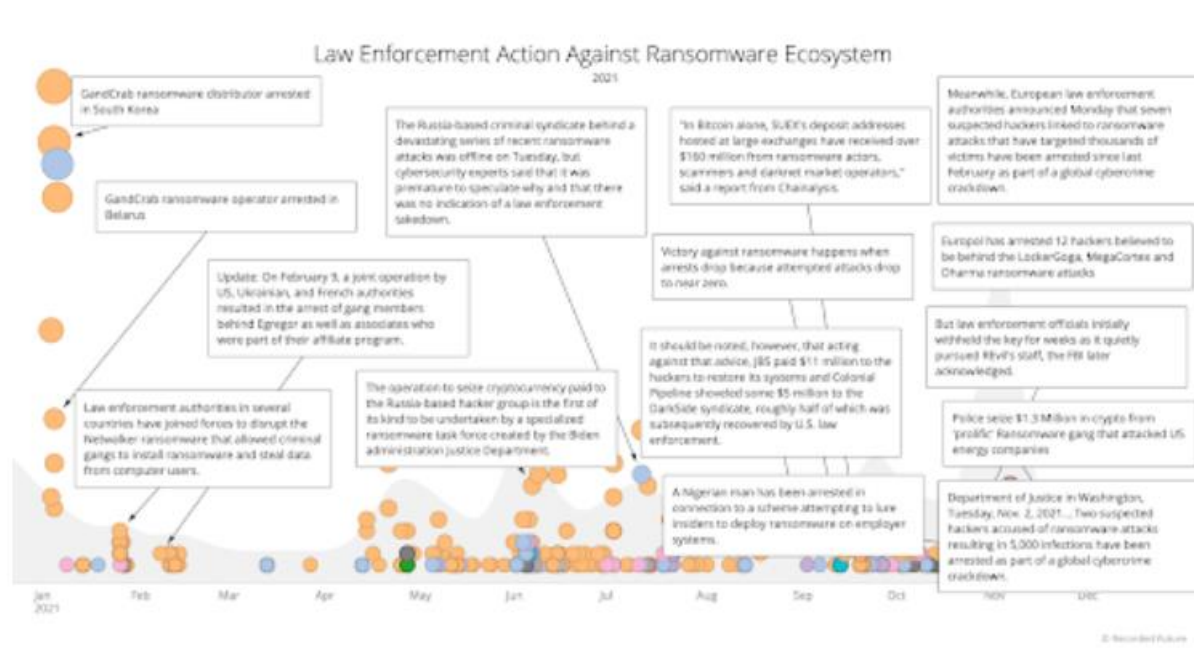 Law Enforcement Action Against Ransomware Ecosystem
2021
GandCrab ransomware distributor arrested
in South Korea
GandCrab ransomware operator arrested in
Belarus
Update: On February 9, a joint operation by
US, Ukrainian, and French authorities
resulted in the arrest of gang members
behind Egregor as well as associates who
were part of their affiliate program.
Law enforcement authorities in several
countries have joined forces to disrupt the
Netwalker ransomware that allowed criminal
gangs to install ransomware and steal data
from computer users.
The Russia-based criminal syndicate behind a
devastating series of recent ransomware
attacks was offline on Tuesday, but
cybersecurity experts said that it was
premature to speculate why and that there
was no indication of a law enforcement
takedown.
The operation to seize cryptocurrency paid to
the Russia-based hacker group is the first of
its kind to be undertaken by a specialized
ransomware task force created by the Biden
administration Justice Department.
"In Bitcoin alone, SUEX's deposit addresses
hosted at large exchanges have received over
$160 million from ransomware actors,
scammers and darknet market operators,"
said a report from Chainalysis.
Victory against ransomware happens when
arrests drop because attempted attacks drop
to near zero.
It should be noted, however, that acting
against that advice, JBS paid $11 million to the
hackers to restore its systems and Colonial
Pipeline shoveled some $5 million to the
DarkSide syndicate, roughly half of which was
subsequently recovered by U.S. law
enforcement.
A Nigerian man has been arrested in
connection to a scheme attempting to lure
insiders to deploy ransomware on employer
systems.
Meanwhile, European law enforcement
authorities announced Monday that seven
suspected hackers linked to ransomware
attacks that have targeted thousands of
victims have been arrested since last
February as part of a global cybercrime
crackdown.
Europol has arrested 12 hackers believed to
be behind the LockerGoga, MegaCortex and
Dharma ransomware attacks
But law enforcement officials initially
withheld the key for weeks as it quietly
pursued REvil's staff, the FBI later
acknowledged.
Police seize $1.3 Million in crypto from
'prolific' Ransomware gang that attacked US
energy companies
Department of Justice in Washington,
Tuesday, Nov. 2, 2021... Two suspected
hackers accused of ransomware attacks
resulting in 5,000 infections have been
arrested as part of a global cybercrime
crackdown.
Jan Feb Mar Apr May Jun Jul Aug Sep Oct Nov Dec
2021
© Recorded Future